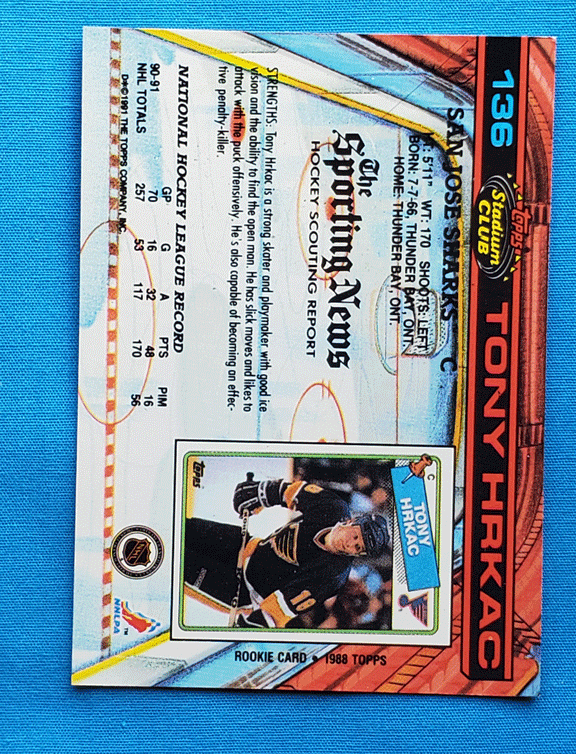 136
Topps
Stadium
CLUB
TONY HRKAC
SAN JOSE SHARKS C
HT: 5'11" WT: 170 SHOOTS: LEFT
BORN: 7-7-66, THUNDER BAY, ONT.
HOME: THUNDER BAY, ONT.
The
Sporting News
HOCKEY SCOUTING REPORT
STRENGTHS: Tony Hrkac is a strong skater and playmaker, with good ice
vision and the ability to find the open man. He has slick moves and likes to
attack with the puck offensively. He's also capable of becoming an effec-
tive penalty-killer.
NATIONAL HOCKEY LEAGUE RECORD
GP G A PTS PIM
90-91 70 16 32 48 16
NHL TOTALS 257 53 117 170 56
D✻©1991 THE TOPPS COMPANY, INC.
C
TONY
HRKAC
18
TOPPS
ROOKIE CARD • 1988 TOPPS
NHL
NHLPA
TM